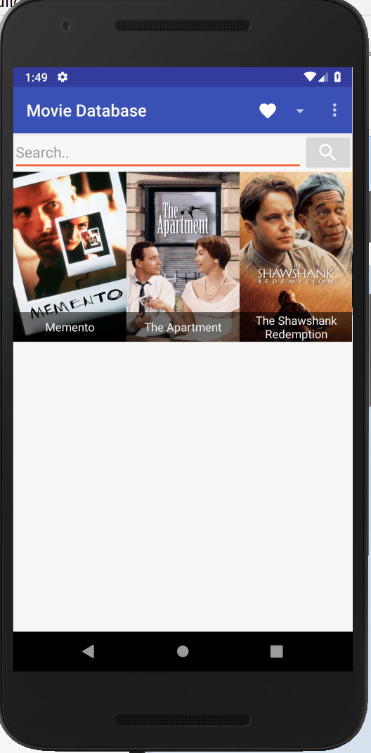 1:49
Movie Database
Search..
The
Apartment
SHAWSHANK
REDEMPTION
MEMENTO
Memento
The Apartment
The Shawshank
Redemption